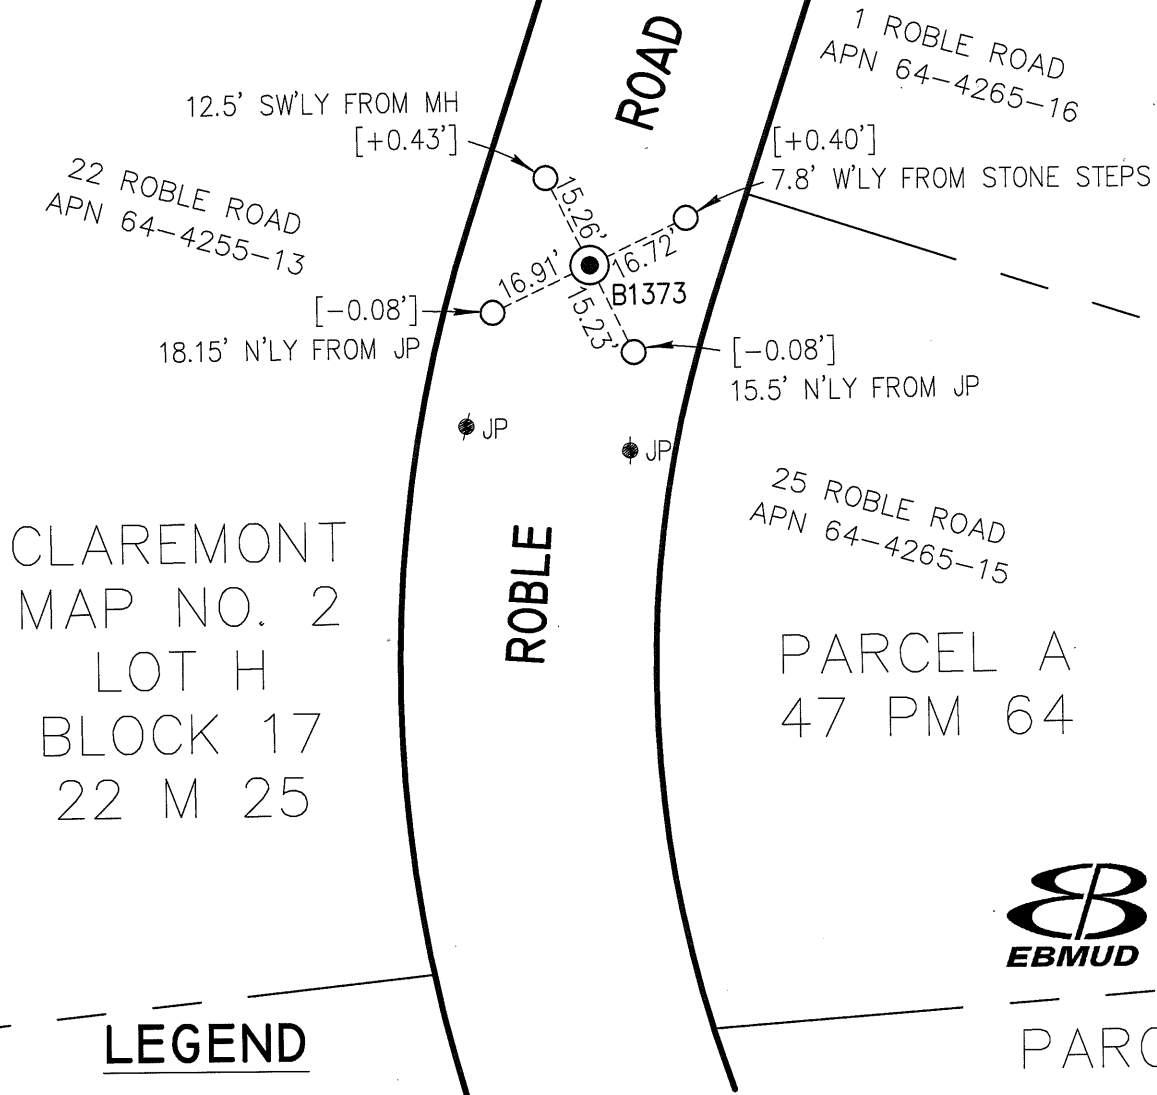 1 ROBLE ROAD
APN 64-4265-16
ROAD
12.5' SW'LY FROM MH
[+0.43']
[+0.40']
7.8' W'LY FROM STONE STEPS
22 ROBLE ROAD
APN 64-4255-13
15.26'
16.72'
16.91'
15.23'
B1373
[-0.08']
18.15' N'LY FROM JP
[-0.08']
15.5' N'LY FROM JP
JP
JP
25 ROBLE ROAD
APN 64-4265-15
ROBLE
CLAREMONT
MAP NO. 2
LOT H
BLOCK 17
22 M 25
PARCEL A
47 PM 64
EBMUD
LEGEND
PARC